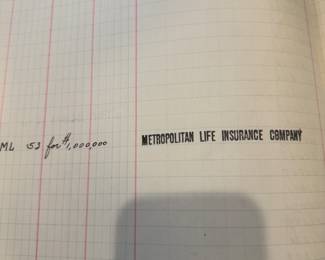 ML 53 for $1,000,000 METROPOLITAN LIFE INSURANCE COMPANY